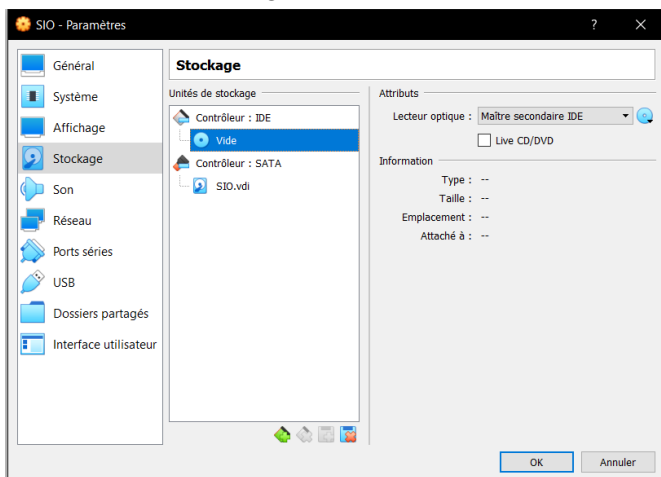 SIO - Paramètres
?
Général
Système
Affichage
Stockage
Son
Réseau
Ports séries
USB
Dossiers partagés
Interface utilisateur
Stockage
Unités de stockage
Contrôleur : IDE
Vide
Contrôleur : SATA
SIO.vdi
Attributs
Lecteur optique : Maître secondaire IDE
Live CD/DVD
Information
Type : --
Taille : --
Emplacement : --
Attaché à : --
OK Annuler